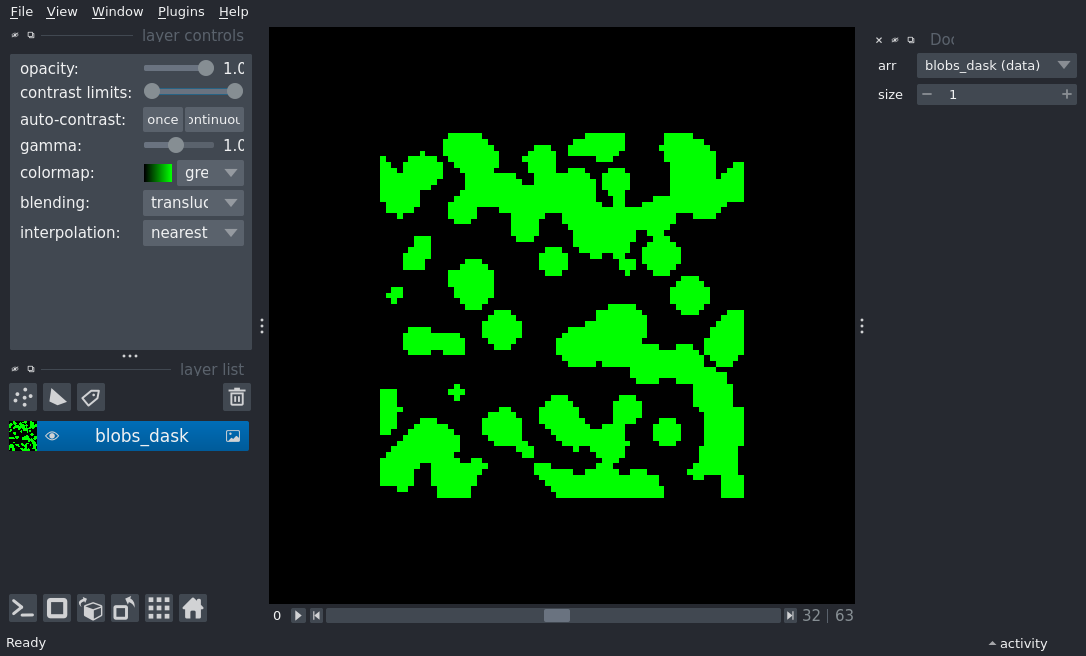 File View Window Plugins Help
layer controls
opacity: 1.0
contrast limits:
auto-contrast: once ontinuou
gamma: 1.0
colormap: gre
blending: transluc
interpolation: nearest
layer list
blobs_dask
0 32 | 63
Ready
activity
Doc
arr blobs_dask (data)
size 1